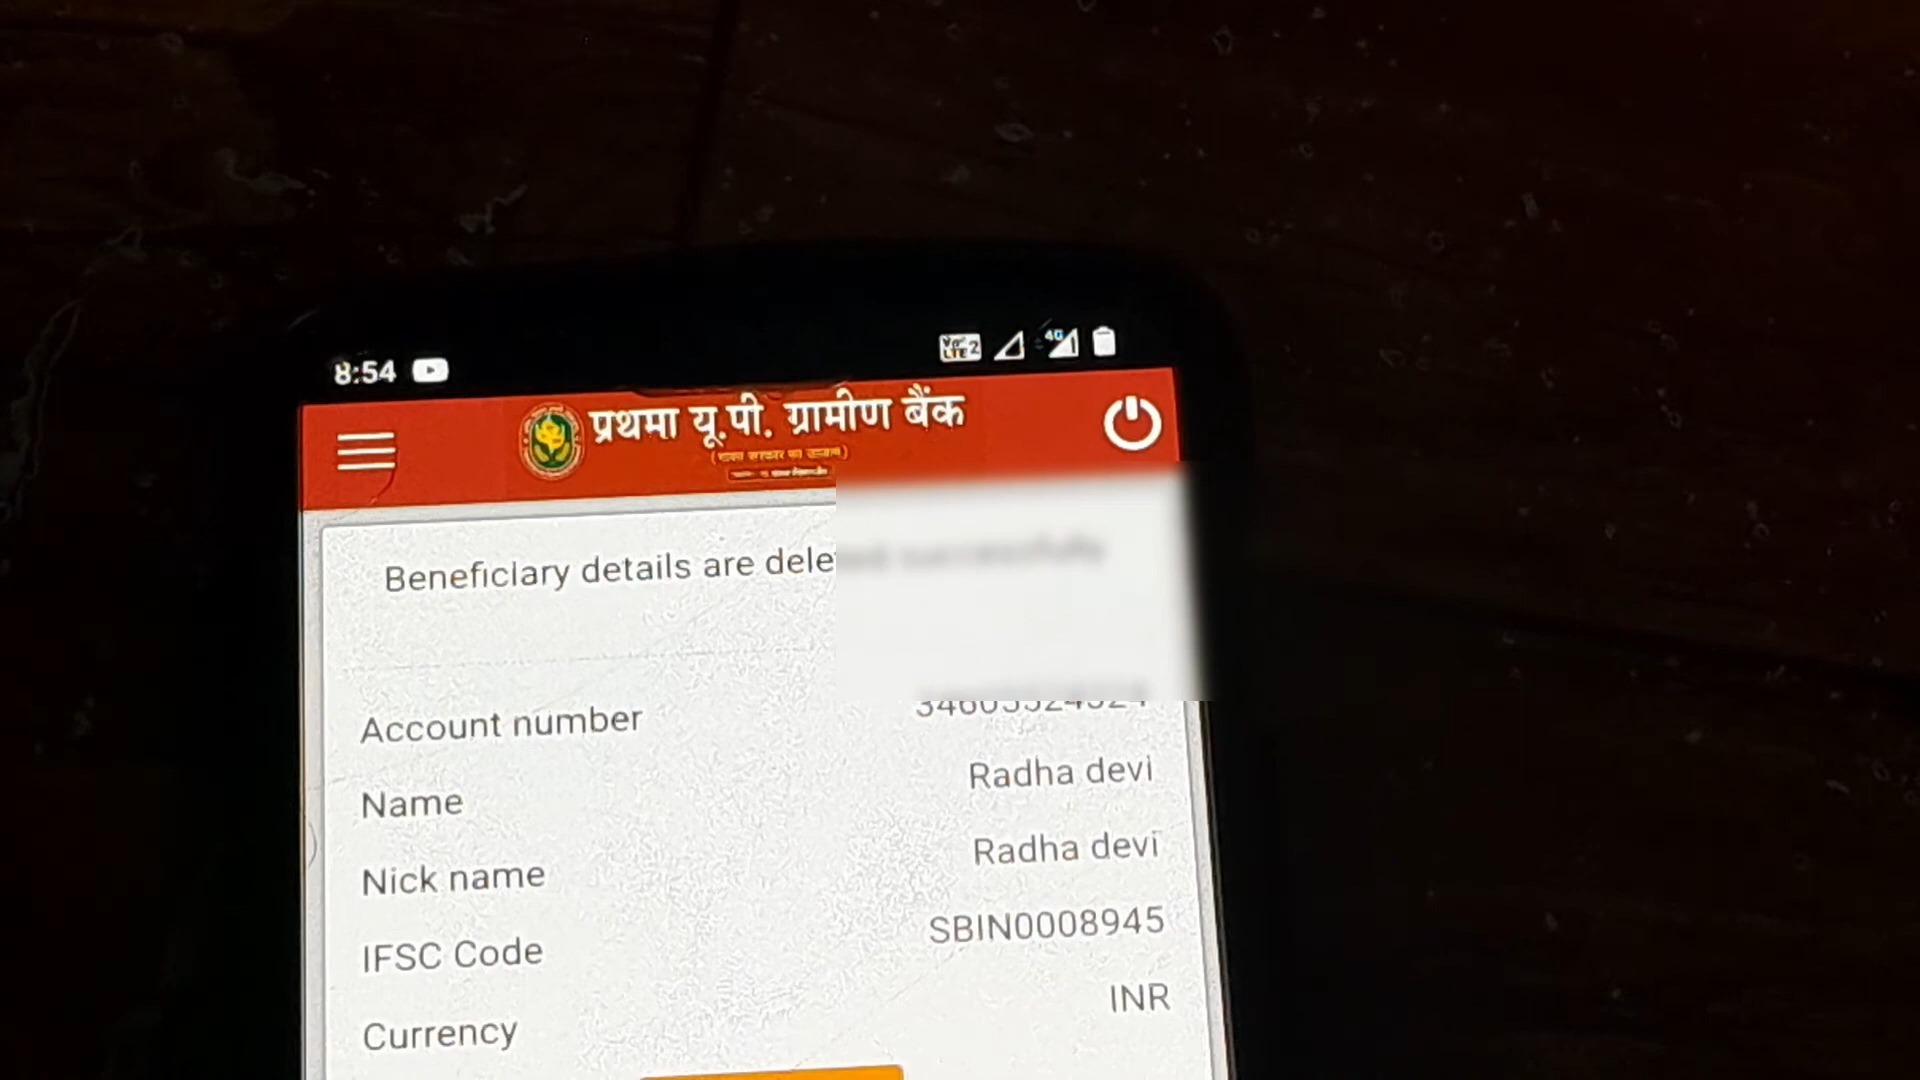 8:54
4G
प्रथमा यू.पी. ग्रामीण बैंक
Beneficiary details are
Account number
Name Radha devi
Nick name Radha devi
IFSC Code SBIN0008945
Currency INR